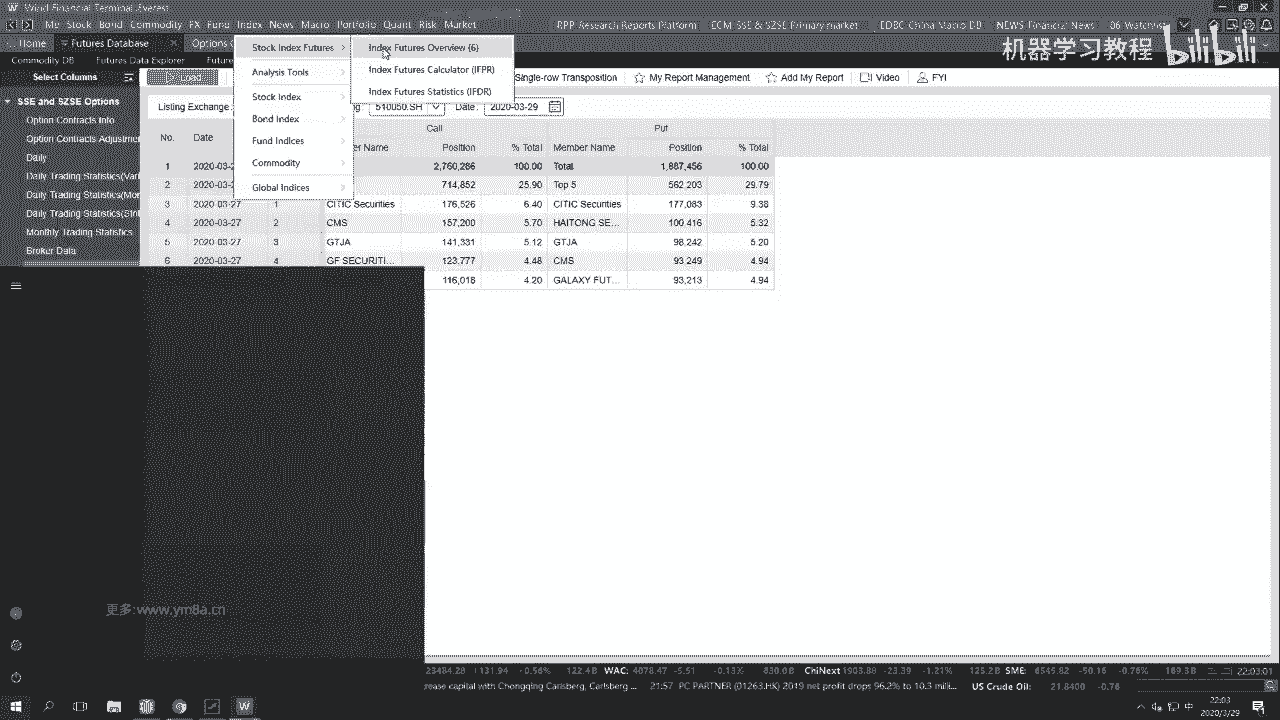 Wind Financial Terminal Everest
Me Stock Bond Commodity FX Fund Index News Macro Portfolio Quant Risk Market RPP Research Reports Platform ECM SSE & SZSE Primary market EDBC China Macro DB NEWS Financial News
Home Futures Database Options
Commodity DB Futures Data Explorer
机器学习教程 bilibili
Stock Index Futures
Analysis Tools
Stock Index
Bond Index
Fund Indices
Commodity
Global Indices
Index Futures Overview (6)
Index Futures Calculator (IFPR)
Index Futures Statistics (IFDR)
Select Columns
Single-row Transposition My Report Management Add My Report Video FYI
SSE and SZSE Options
Option Contracts Info
Option Contracts Adjustmen
Daily
Daily Trading Statistics(Vari
Daily Trading Statistics(Mon
Daily Trading Statistics(Stri
Monthly Trading Statistics
Broker Data
Listing Exchange 510050.SH Date 2020-03-29
Call Put
No. Date Name Position % Total Member Name Position % Total
1 2020-03-2 2,760,286 100.00 Total 1,887,456 100.00
2 2020-03-2 714,852 25.90 Top 5 562,203 29.79
3 2020-03-27 1 CITIC Securities 176,526 6.40 CITIC Securities 177,083 9.38
4 2020-03-27 2 CMS 157,200 5.70 HAITONG SE... 100,416 5.32
5 2020-03-27 3 GTJA 141,331 5.12 GTJA 98,242 5.20
6 2020-03-27 4 GF SECURITI... 123,777 4.48 CMS 93,249 4.94
116,018 4.20 GALAXY FUT... 93,213 4.94
更多:www.ym8a.cn
+131.94 -0.56% 122.4B WAC: 4078.47 -5.51 -0.13% 830.0B ChiNext 1903.88 -23.39 -1.21% 125.2B SME: 6549.82 -50.16 -0.76% 169.3B 22:03:01
rease capital with Chongqing Carlsberg, Carlsberg ... 21:57 PC PARTNER (01263.HK) 2019 net profit drops 96.2% to 10.3 milli... US Crude Oil: 21.8400 -0.76
中 22:03
2020/3/29